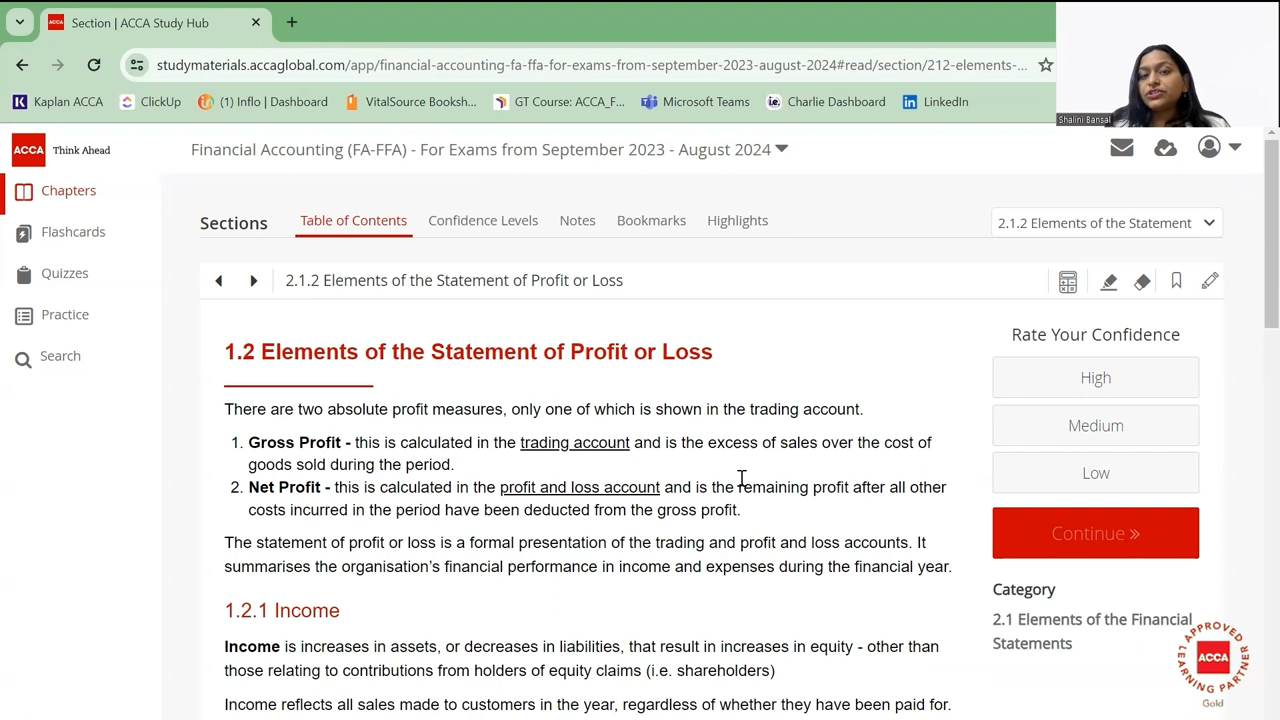 Section | ACCA Study Hub
studymaterials.accaglobal.com/app/financial-accounting-fa-ffa-for-exams-from-september-2023-august-2024#read/section/212-elements-...
Kaplan ACCA
ClickUp
(1) Inflo | Dashboard
VitalSource Booksh...
GT Course: ACCA_F...
Microsoft Teams
Charlie Dashboard
LinkedIn
Shalini Bansal
ACCA
Think Ahead
Financial Accounting (FA-FFA) - For Exams from September 2023 - August 2024
Chapters
Flashcards
Quizzes
Practice
Search
Sections
Table of Contents
Confidence Levels
Notes
Bookmarks
Highlights
2.1.2 Elements of the Statement
2.1.2 Elements of the Statement of Profit or Loss
1.2 Elements of the Statement of Profit or Loss
There are two absolute profit measures, only one of which is shown in the trading account.
1. Gross Profit - this is calculated in the trading account and is the excess of sales over the cost of
goods sold during the period.
2. Net Profit - this is calculated in the profit and loss account and is the remaining profit after all other
costs incurred in the period have been deducted from the gross profit.
The statement of profit or loss is a formal presentation of the trading and profit and loss accounts. It
summarises the organisation's financial performance in income and expenses during the financial year.
1.2.1 Income
Income is increases in assets, or decreases in liabilities, that result in increases in equity - other than
those relating to contributions from holders of equity claims (i.e. shareholders)
Income reflects all sales made to customers in the year, regardless of whether they have been paid for.
Rate Your Confidence
High
Medium
Low
Continue »
Category
2.1 Elements of the Financial
Statements
APPROVED
LEARNING PARTNER
ACCA
Gold